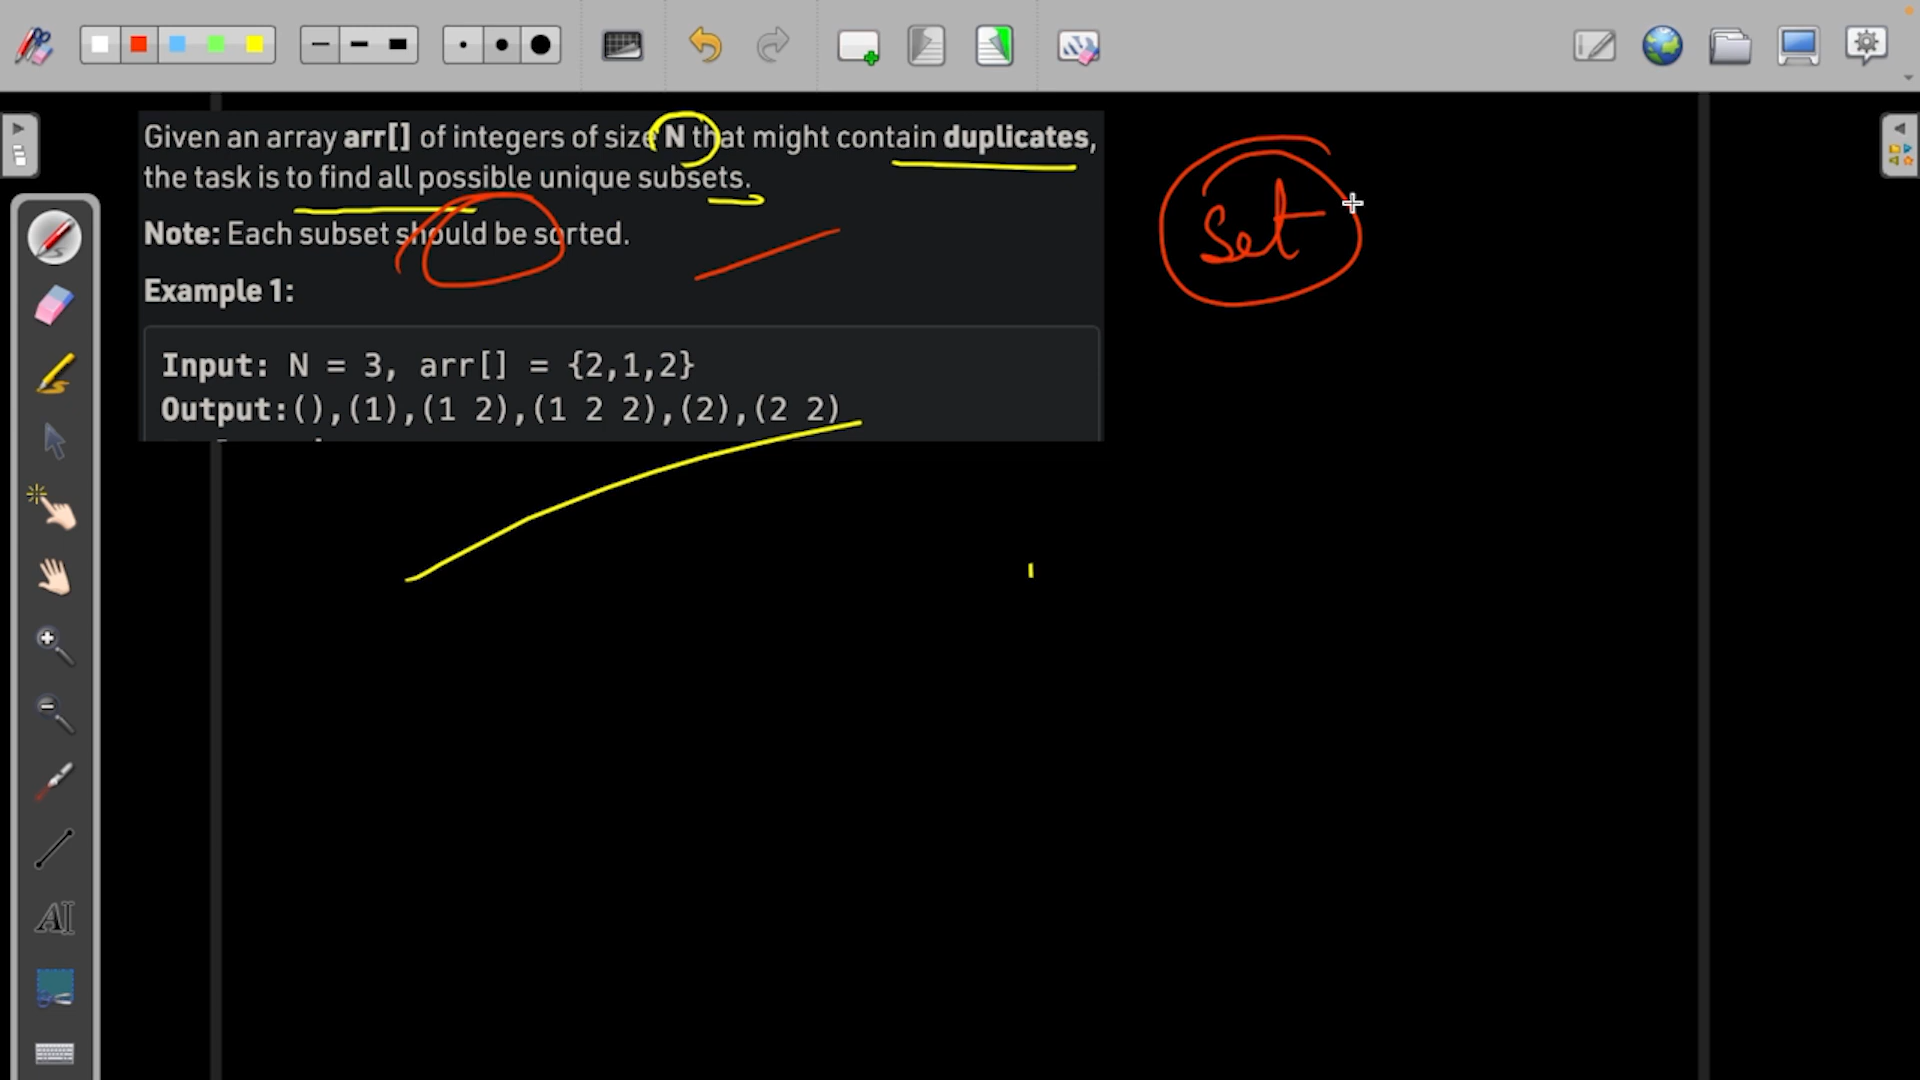 Given an array arr[] of integers of size N that might contain duplicates,
the task is to find all possible unique subsets.
Note: Each subset should be sorted.
Example 1:
Input: N = 3, arr[] = {2,1,2}
Output:(),(1),(1 2),(1 2 2),(2),(2 2)
Set